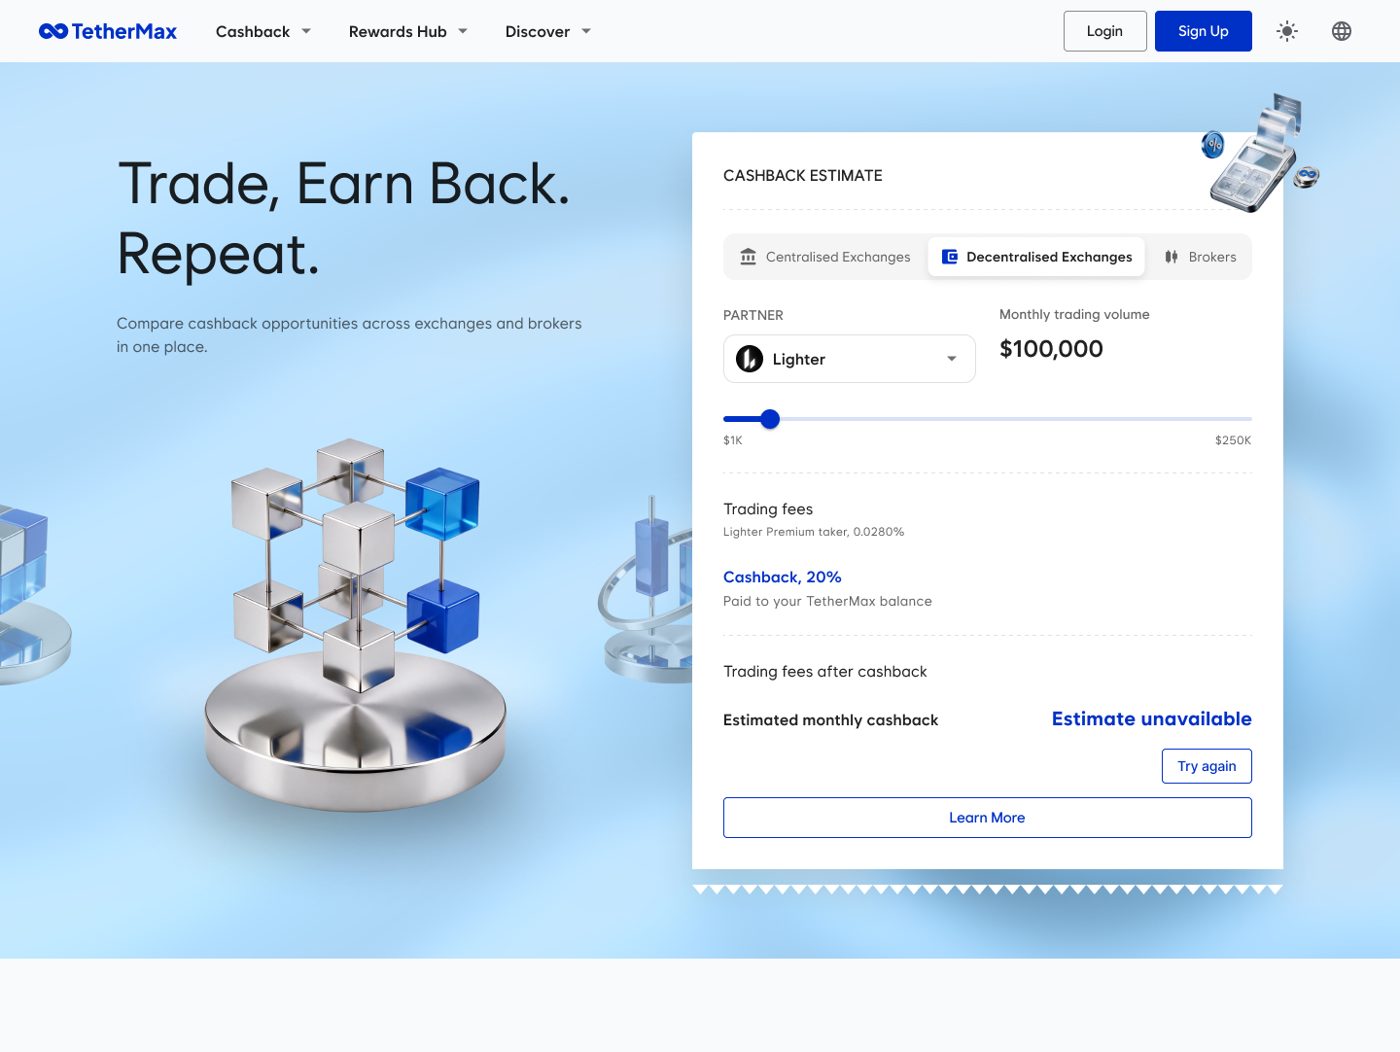 TetherMax
Cashback
Rewards Hub
Discover
Login
Sign Up
Trade, Earn Back.
Repeat.
Compare cashback opportunities across exchanges and brokers
in one place.
CASHBACK ESTIMATE
%
Centralised Exchanges
Decentralised Exchanges
Brokers
PARTNER
Lighter
Monthly trading volume
$100,000
$1K
$250K
Trading fees
Lighter Premium taker, 0.0280%
Cashback, 20%
Paid to your TetherMax balance
Trading fees after cashback
Estimated monthly cashback
Estimate unavailable
Try again
Learn More